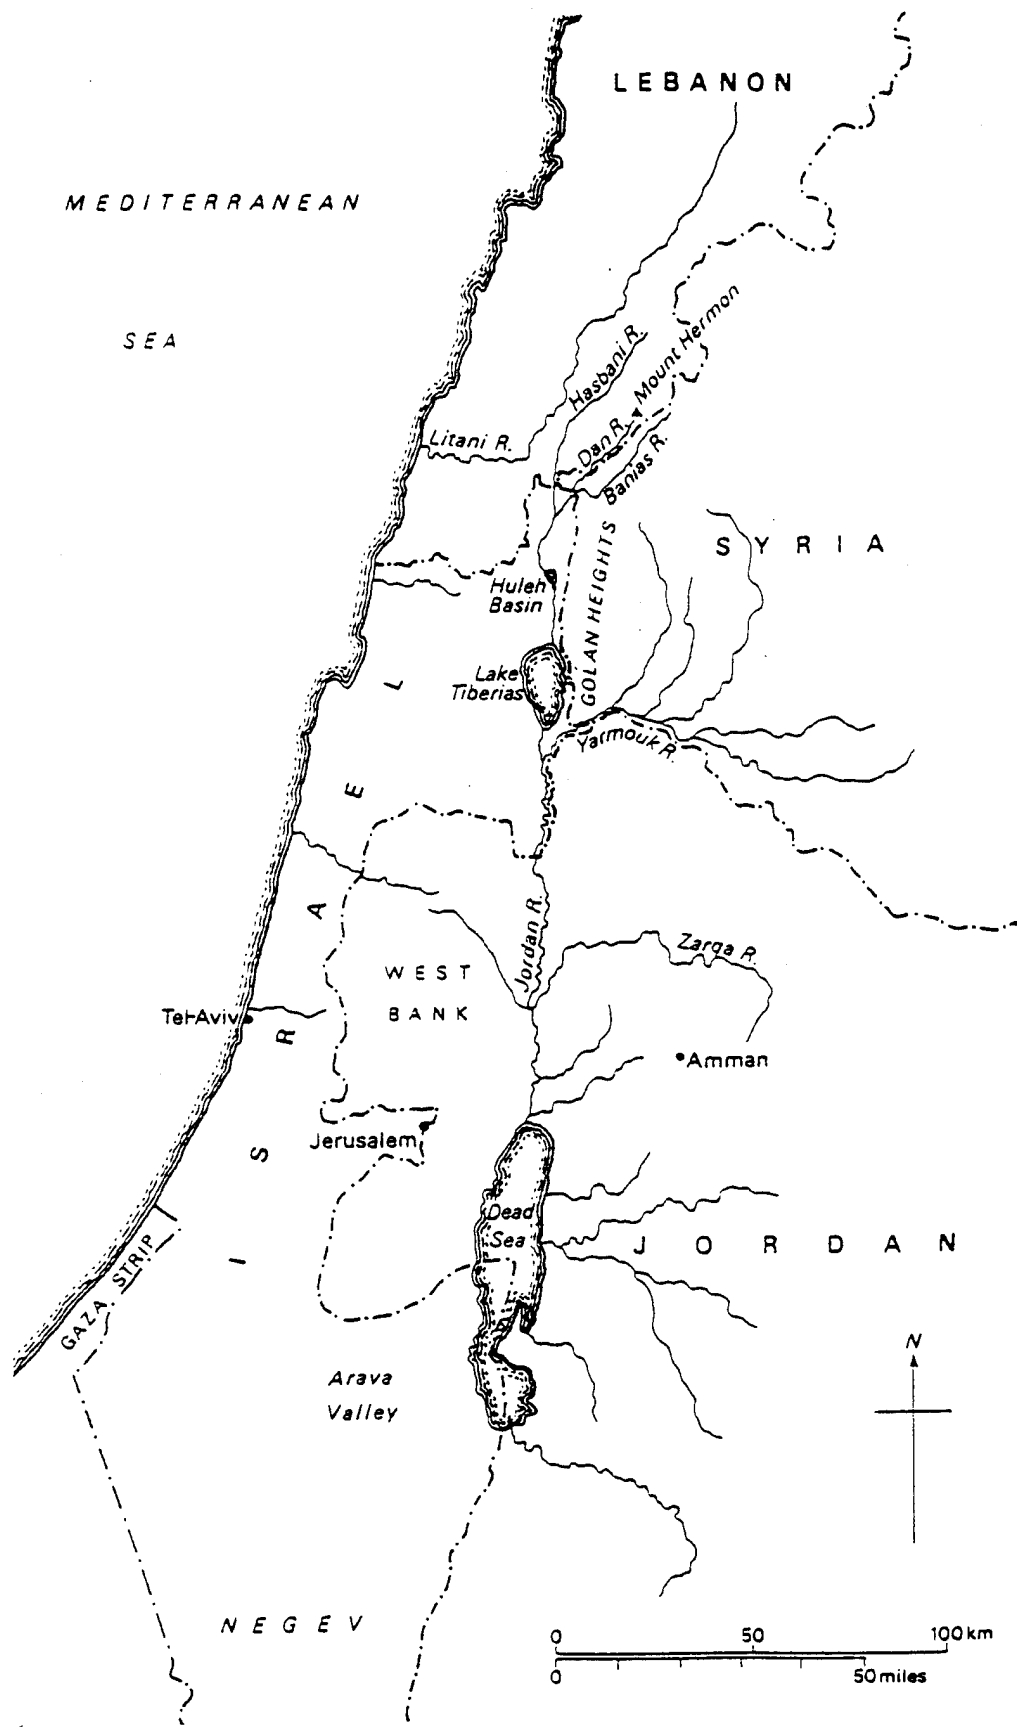 LEBANON
MEDITERRANEAN
SEA
Mount Hermon
Hasbani R.
Dan R.
Litani R.
Banias R.
SYRIA
GOLAN HEIGHTS
Huleh
Basin
Lake
Tiberias
Yarmouk R.
ISRAEL
Jordan R.
Zarqa R.
WEST
BANK
Tel-Aviv
Amman
Jerusalem
Dead
Sea
JORDAN
GAZA STRIP
N
Arava
Valley
NEGEV
0 50 100 km
0 50 miles